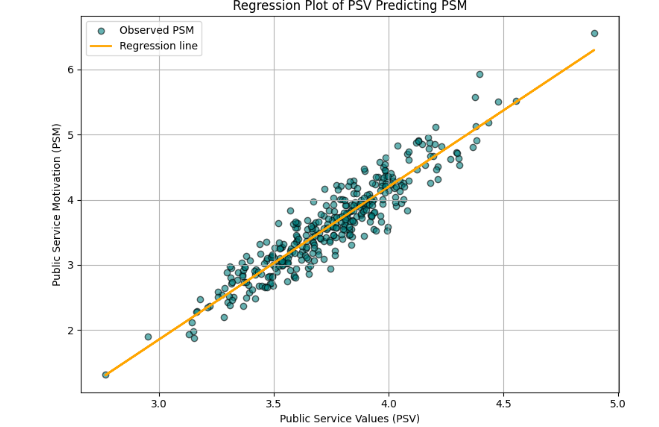 Regression Plot of PSV Predicting PSM
Observed PSM
Regression line
Public Service Motivation (PSM)
6
5
4
3
2
3.0
3.5
4.0
4.5
5.0
Public Service Values (PSV)